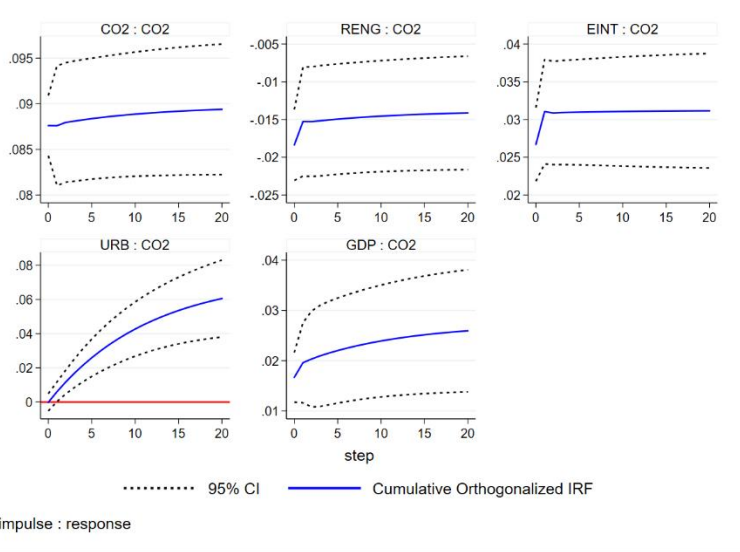 CO2 : CO2
.095
.09
.085
.08
0 5 10 15 20
RENG : CO2
-.005
-.01
-.015
-.02
-.025
0 5 10 15 20
EINT : CO2
.04
.035
.03
.025
.02
0 5 10 15 20
URB : CO2
.08
.06
.04
.02
0
0 5 10 15 20
GDP : CO2
.04
.03
.02
.01
0 5 10 15 20
step
95% CI Cumulative Orthogonalized IRF
impulse : response